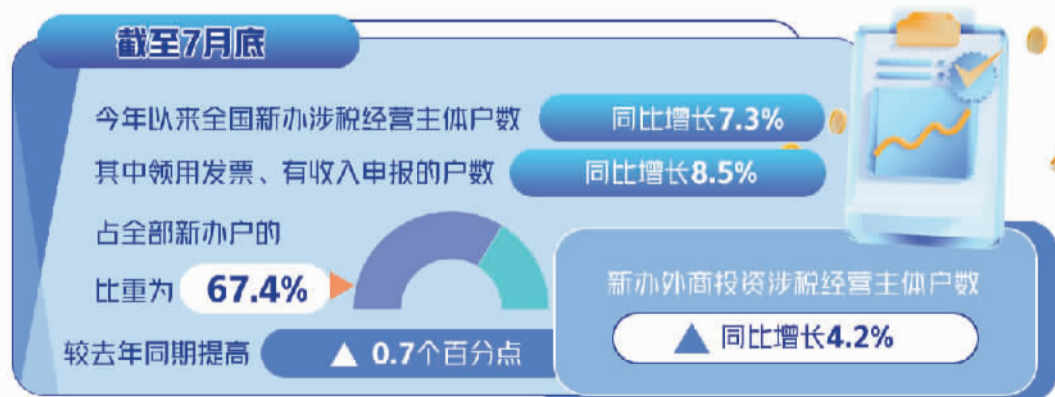 截至7月底
今年以来全国新办涉税经营主体户数 同比增长7.3%
其中领用发票、有收入申报的户数 同比增长8.5%
占全部新办户的
比重为 67.4%
较去年同期提高 ▲ 0.7个百分点
新办外商投资涉税经营主体户数
▲ 同比增长4.2%